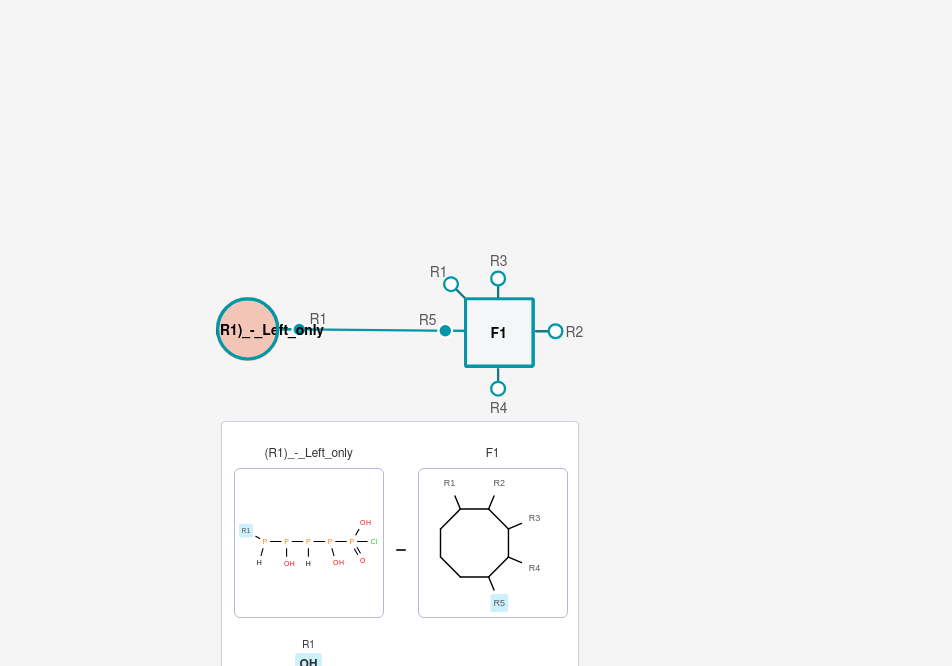 R3
R1
R1
R5
R1)_-_Left_only
F1
R2
R4
(R1)_-_Left_only
F1
R1
R2
R3
R4
R5
R1
P
P
P
P
P
Cl
OH
O
H
OH
H
OH
–
R1
OH